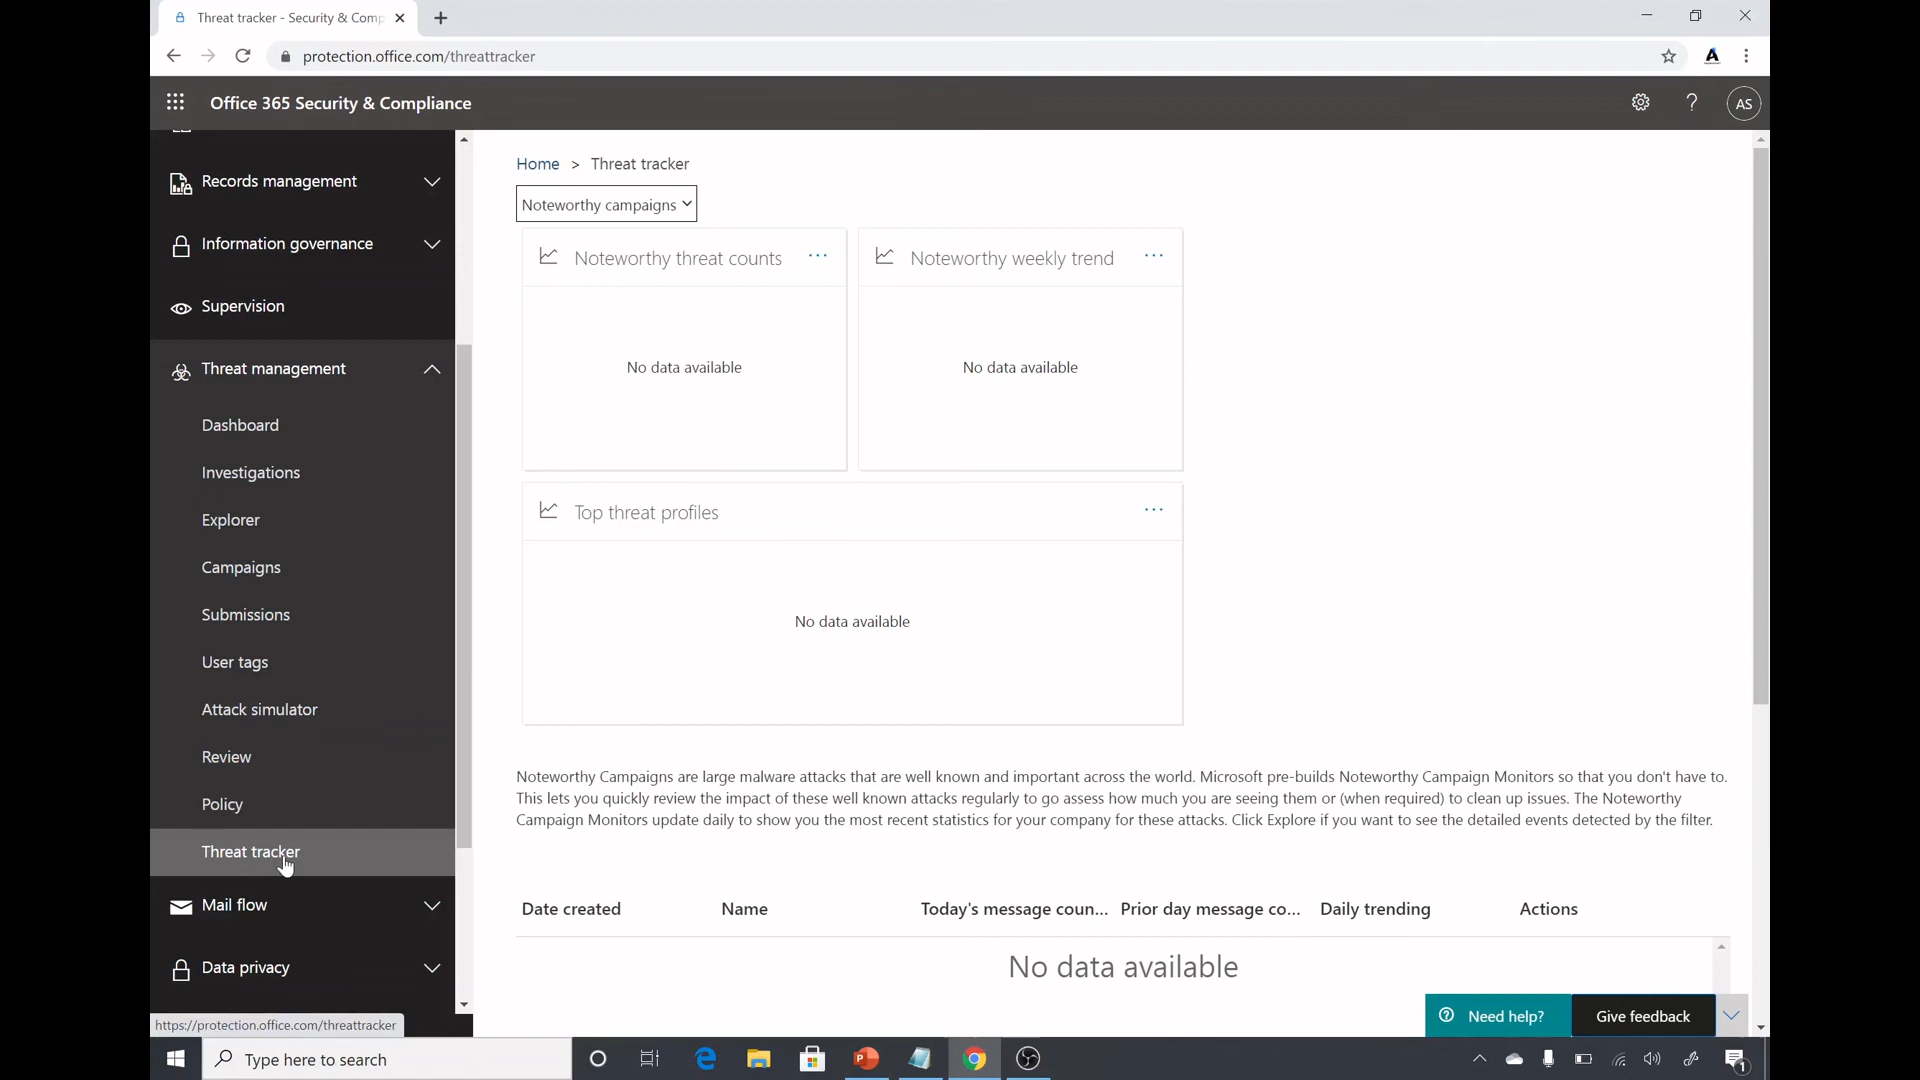 Threat tracker - Security & Comp
protection.office.com/threattracker
Office 365 Security & Compliance
AS
Records management
Information governance
Supervision
Threat management
Dashboard
Investigations
Explorer
Campaigns
Submissions
User tags
Attack simulator
Review
Policy
Threat tracker
Mail flow
Data privacy
https://protection.office.com/threattracker
Home > Threat tracker
Noteworthy campaigns
Noteworthy threat counts
No data available
Noteworthy weekly trend
No data available
Top threat profiles
No data available
Noteworthy Campaigns are large malware attacks that are well known and important across the world. Microsoft pre-builds Noteworthy Campaign Monitors so that you don't have to.
This lets you quickly review the impact of these well known attacks regularly to go assess how much you are seeing them or (when required) to clean up issues. The Noteworthy
Campaign Monitors update daily to show you the most recent statistics for your company for these attacks. Click Explore if you want to see the detailed events detected by the filter.
Date created Name Today's message coun... Prior day message co... Daily trending Actions
No data available
Need help? Give feedback
Type here to search
1